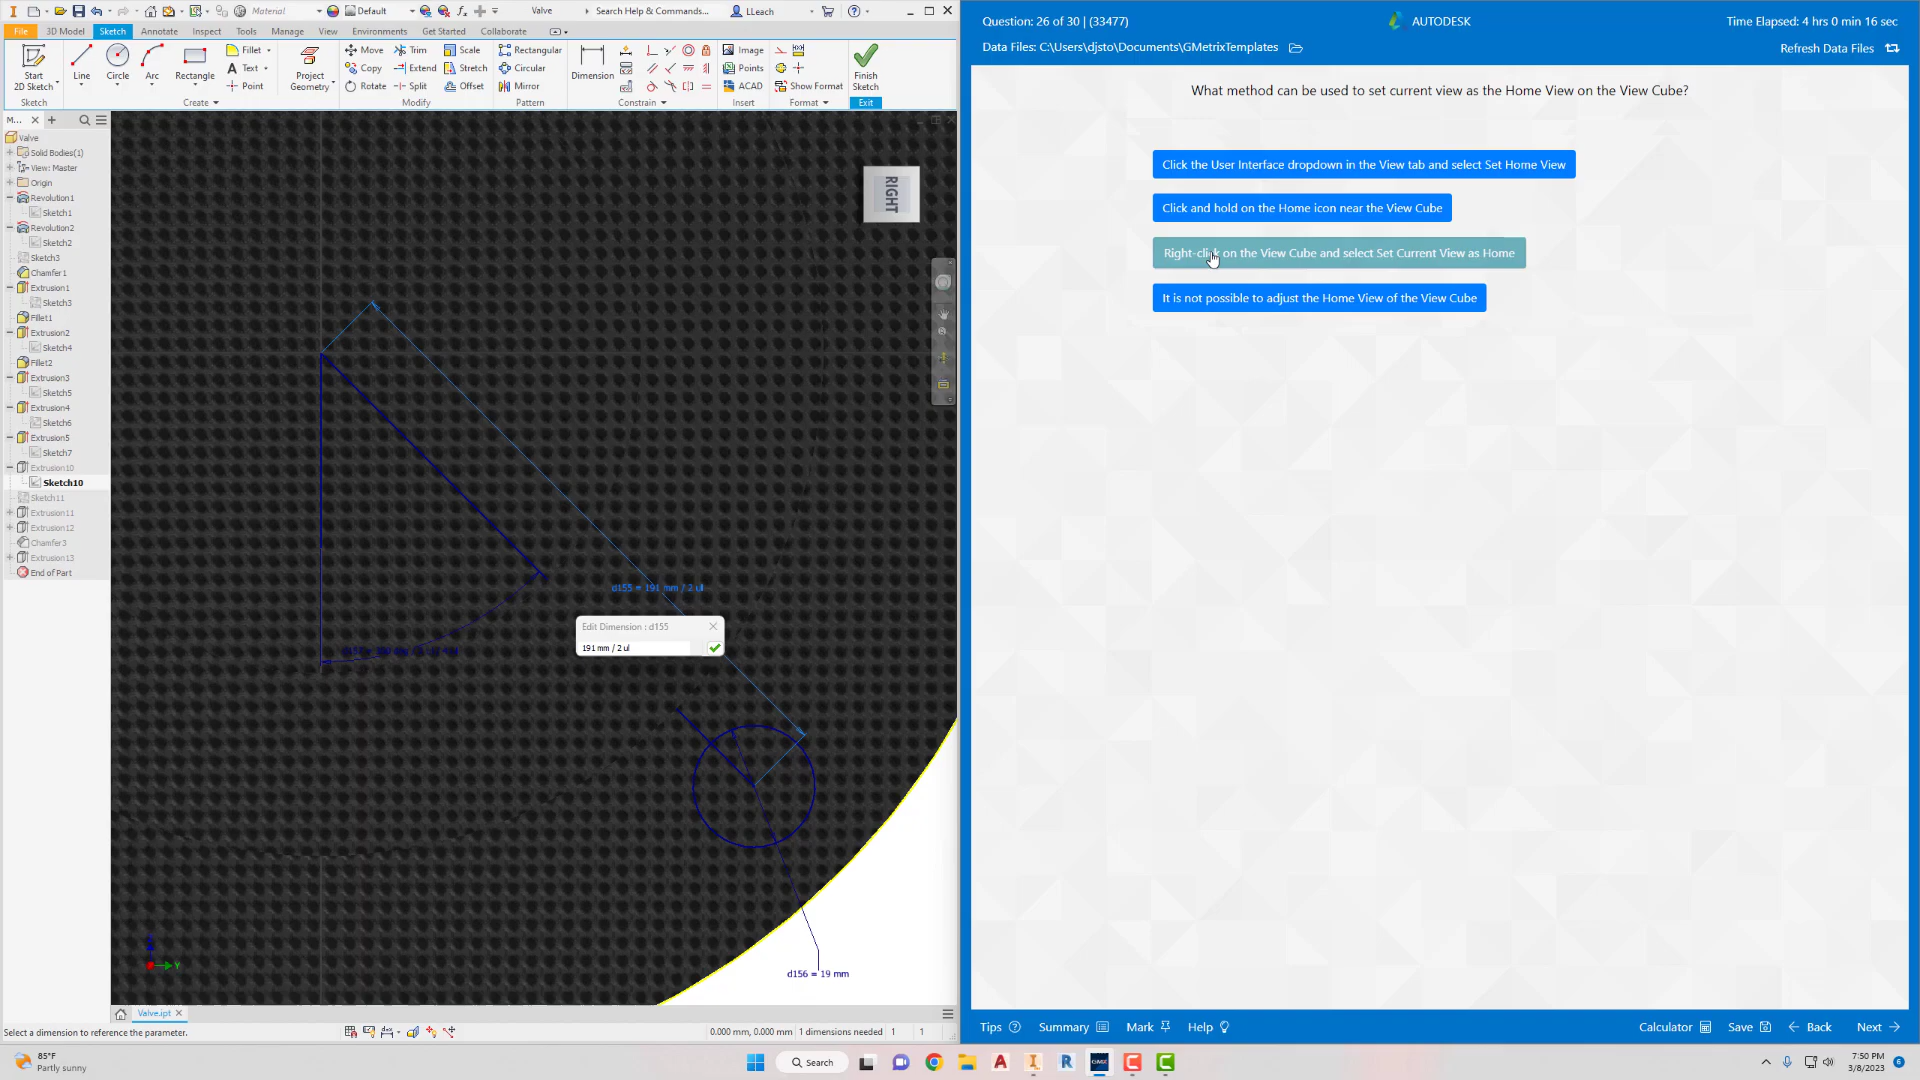 Material
Default
Valve
Search Help & Commands...
LLeach
File
3D Model
Sketch
Annotate
Inspect
Tools
Manage
View
Environments
Get Started
Collaborate
Start
2D Sketch
Line
Circle
Arc
Rectangle
Fillet
Text
Point
Project
Geometry
Move
Copy
Rotate
Trim
Extend
Split
Scale
Stretch
Offset
Rectangular
Circular
Mirror
Dimension
Image
Points
ACAD
Show Format
Finish
Sketch
Sketch
Create
Modify
Pattern
Constrain
Insert
Format
Exit
M...
Valve
Solid Bodies(1)
View: Master
Origin
Revolution1
Sketch1
Revolution2
Sketch2
Sketch3
Chamfer1
Extrusion1
Sketch3
Fillet1
Extrusion2
Sketch4
Fillet2
Extrusion3
Sketch5
Extrusion4
Sketch6
Extrusion5
Sketch7
Extrusion10
Sketch10
Sketch11
Extrusion11
Extrusion12
Chamfer3
Extrusion13
End of Part
RIGHT
d155 = 191 mm / 2 ul
Edit Dimension : d155
191 mm / 2 ul
d156 = 19 mm
Y
Valve.ipt
Select a dimension to reference the parameter.
0.000 mm, 0.000 mm
1 dimensions needed
1
1
Question: 26 of 30 | (33477)
AUTODESK
Time Elapsed: 4 hrs 0 min 16 sec
Data Files: C:\Users\djsto\Documents\GMetrixTemplates
Refresh Data Files
What method can be used to set current view as the Home View on the View Cube?
Click the User Interface dropdown in the View tab and select Set Home View
Click and hold on the Home icon near the View Cube
Right-click on the View Cube and select Set Current View as Home
It is not possible to adjust the Home View of the View Cube
Tips
Summary
Mark
Help
Calculator
Save
Back
Next
85°F
Partly sunny
Search
7:50 PM
3/8/2023
6